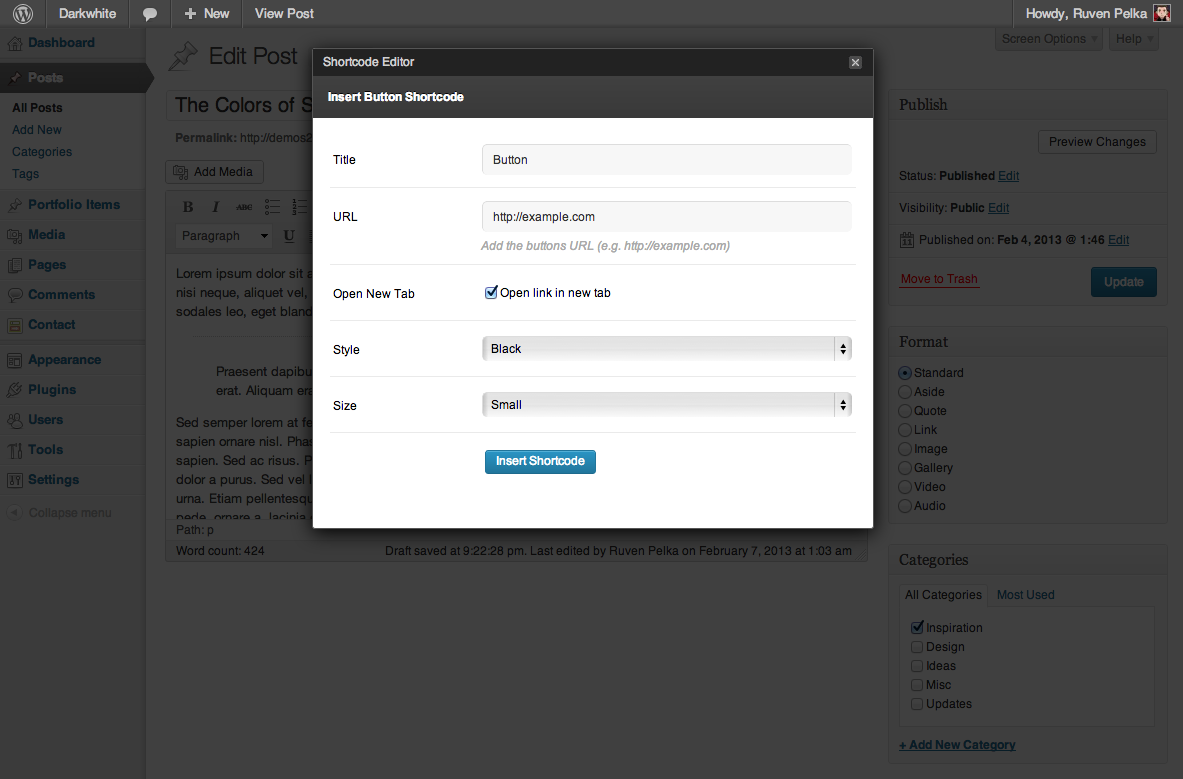 Darkwhite
New
View Post
Howdy, Ruven Pelka
Dashboard
Posts
All Posts
Add New
Categories
Tags
Portfolio Items
Media
Pages
Comments
Contact
Appearance
Plugins
Users
Tools
Settings
Collapse menu
Screen Options
Help
Edit Post
The Colors of S
Permalink: http://demos2
Add Media
B I ABC
Paragraph U
Lorem ipsum dolor sit a
nisi neque, aliquet vel,
sodales leo, eget bland
Praesent dapibu
erat. Aliquam era
Sed semper lorem at fe
sapien ornare nisl. Phas
sapien. Sed ac risus. P
dolor a purus. Sed vel l
urna. Etiam pellentesqu
pede, ornare a, lacinia
Path: p
Word count: 424
Draft saved at 9:22:28 pm. Last edited by Ruven Pelka on February 7, 2013 at 1:03 am
Shortcode Editor
Insert Button Shortcode
Title
Button
URL
http://example.com
Add the buttons URL (e.g. http://example.com)
Open New Tab
Open link in new tab
Style
Black
Size
Small
Insert Shortcode
Publish
Preview Changes
Status: Published Edit
Visibility: Public Edit
Published on: Feb 4, 2013 @ 1:46 Edit
Move to Trash
Update
Format
Standard
Aside
Quote
Link
Image
Gallery
Video
Audio
Categories
All Categories
Most Used
Inspiration
Design
Ideas
Misc
Updates
+ Add New Category